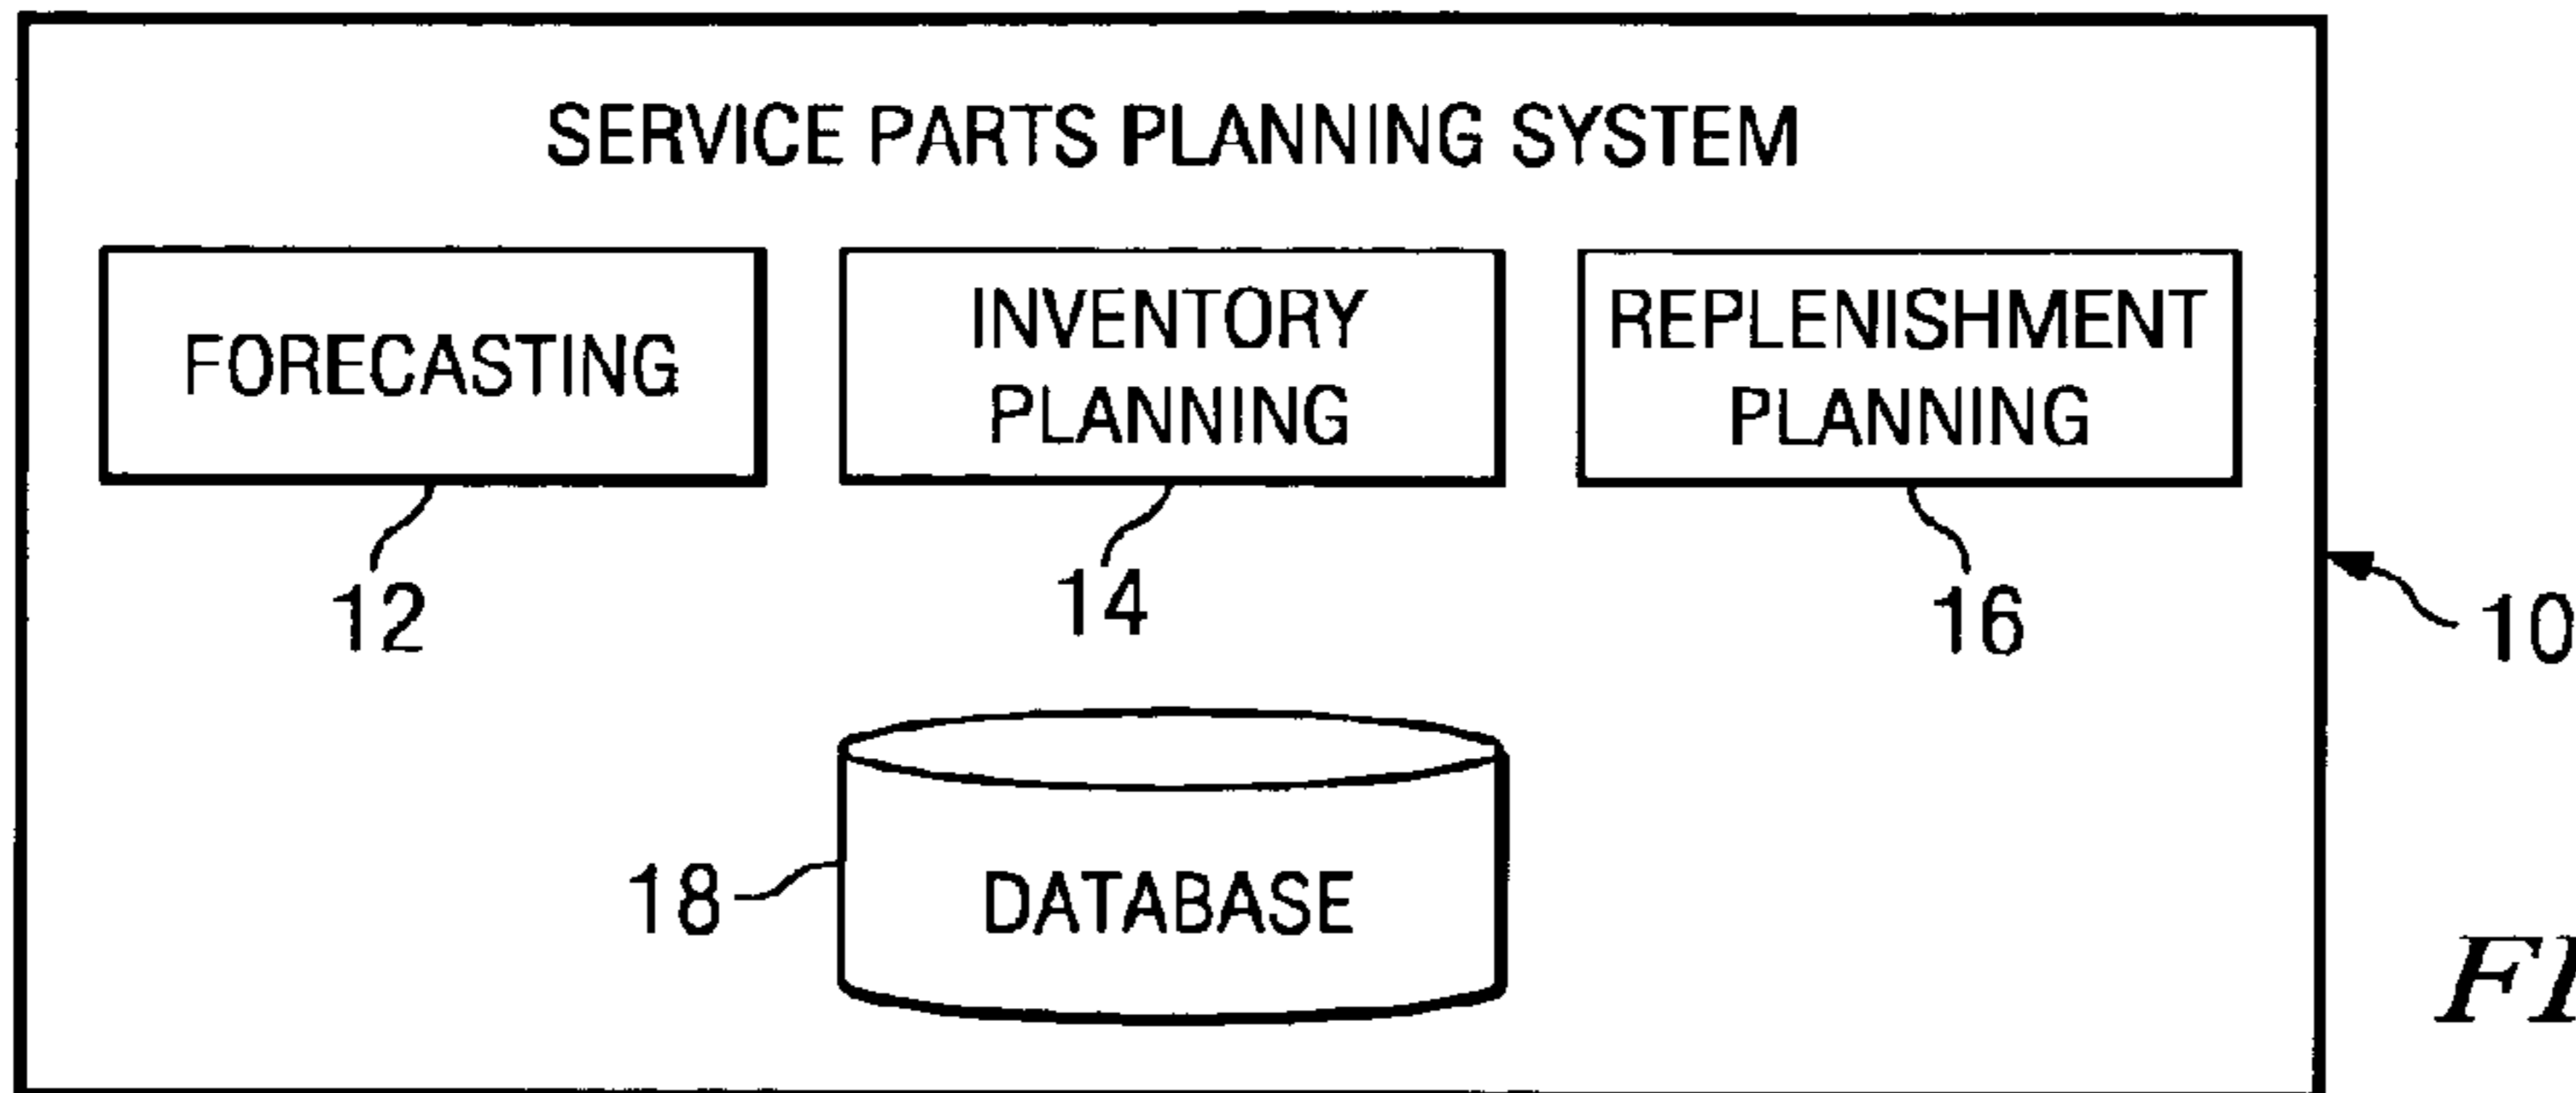 SERVICE PARTS PLANNING SYSTEM
FORECASTING
INVENTORY
PLANNING
REPLENISHMENT
PLANNING
12
14
16
10
18
DATABASE